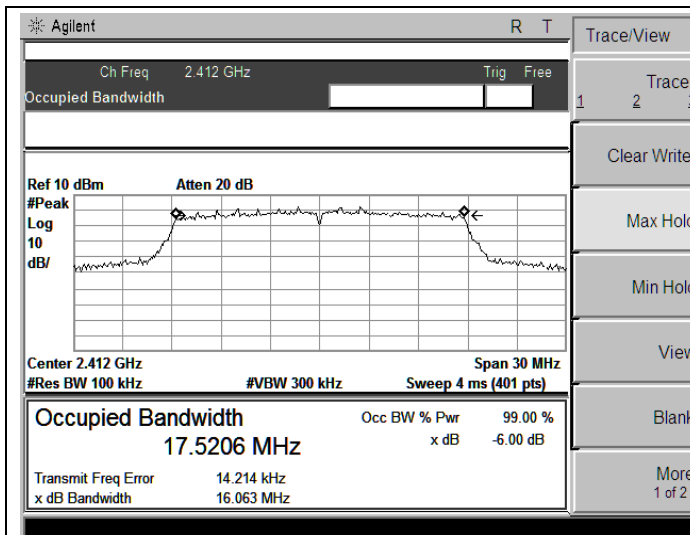 Agilent
R T
Trace/View
Ch Freq 2.412 GHz
Trig Free
Occupied Bandwidth
Trace
1 2
Clear Write
Ref 10 dBm Atten 20 dB
#Peak
Log
10
dB/
Max Hold
Min Hold
View
Center 2.412 GHz
Span 30 MHz
#Res BW 100 kHz #VBW 300 kHz Sweep 4 ms (401 pts)
Occupied Bandwidth
17.5206 MHz
Occ BW % Pwr 99.00 %
x dB -6.00 dB
Transmit Freq Error 14.214 kHz
x dB Bandwidth 16.063 MHz
Blank
More
1 of 2